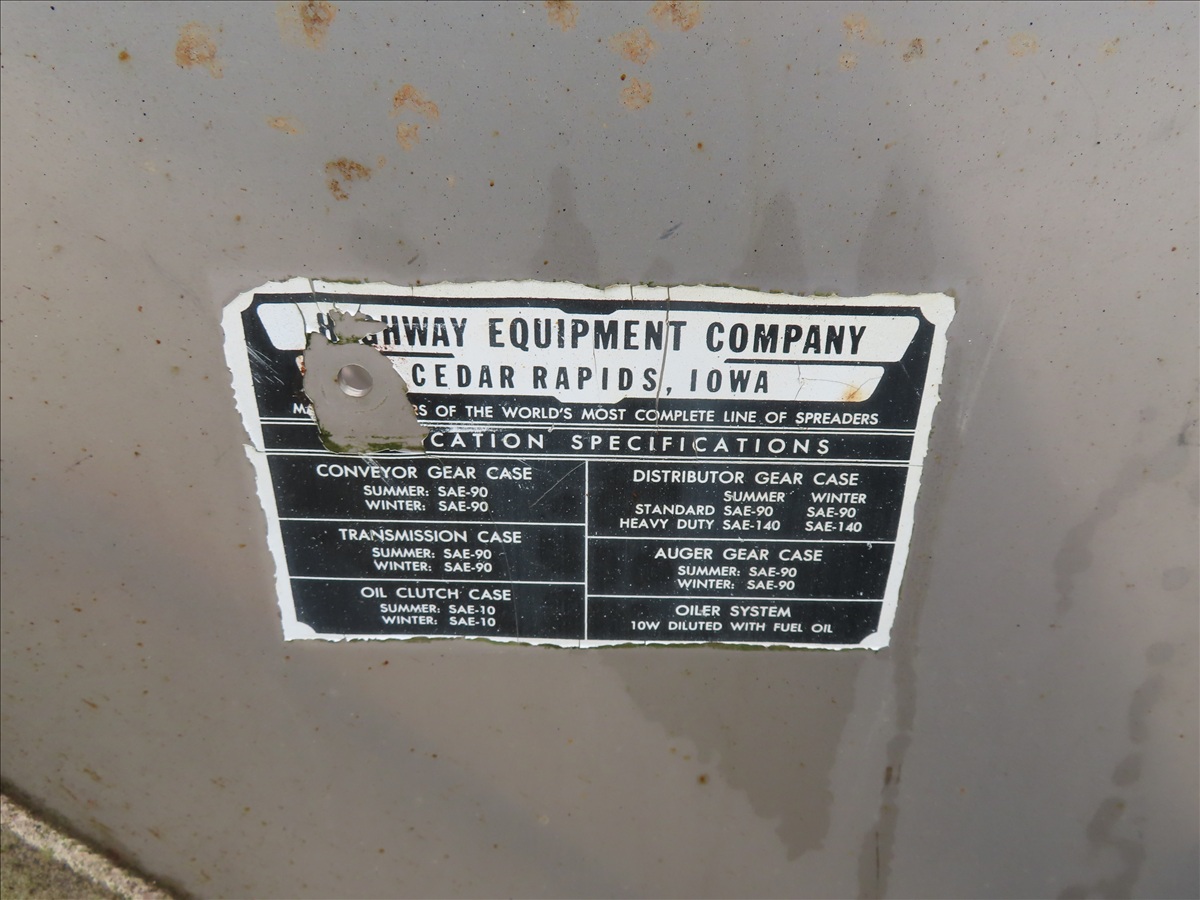 HIGHWAY EQUIPMENT COMPANY
CEDAR RAPIDS, IOWA
OF THE WORLD'S MOST COMPLETE LINE OF SPREADERS
SPECIFICATIONS
CONVEYOR GEAR CASE
SUMMER: SAE-90
WINTER: SAE-90
TRANSMISSION CASE
SUMMER: SAE-90
WINTER: SAE-90
OIL CLUTCH CASE
SUMMER: SAE-10
WINTER: SAE-10
DISTRIBUTOR GEAR CASE
SUMMER WINTER
STANDARD SAE-90 SAE-90
HEAVY DUTY SAE-140 SAE-140
AUGER GEAR CASE
SUMMER: SAE-90
WINTER: SAE-90
OILER SYSTEM
10W DILUTED WITH FUEL OIL